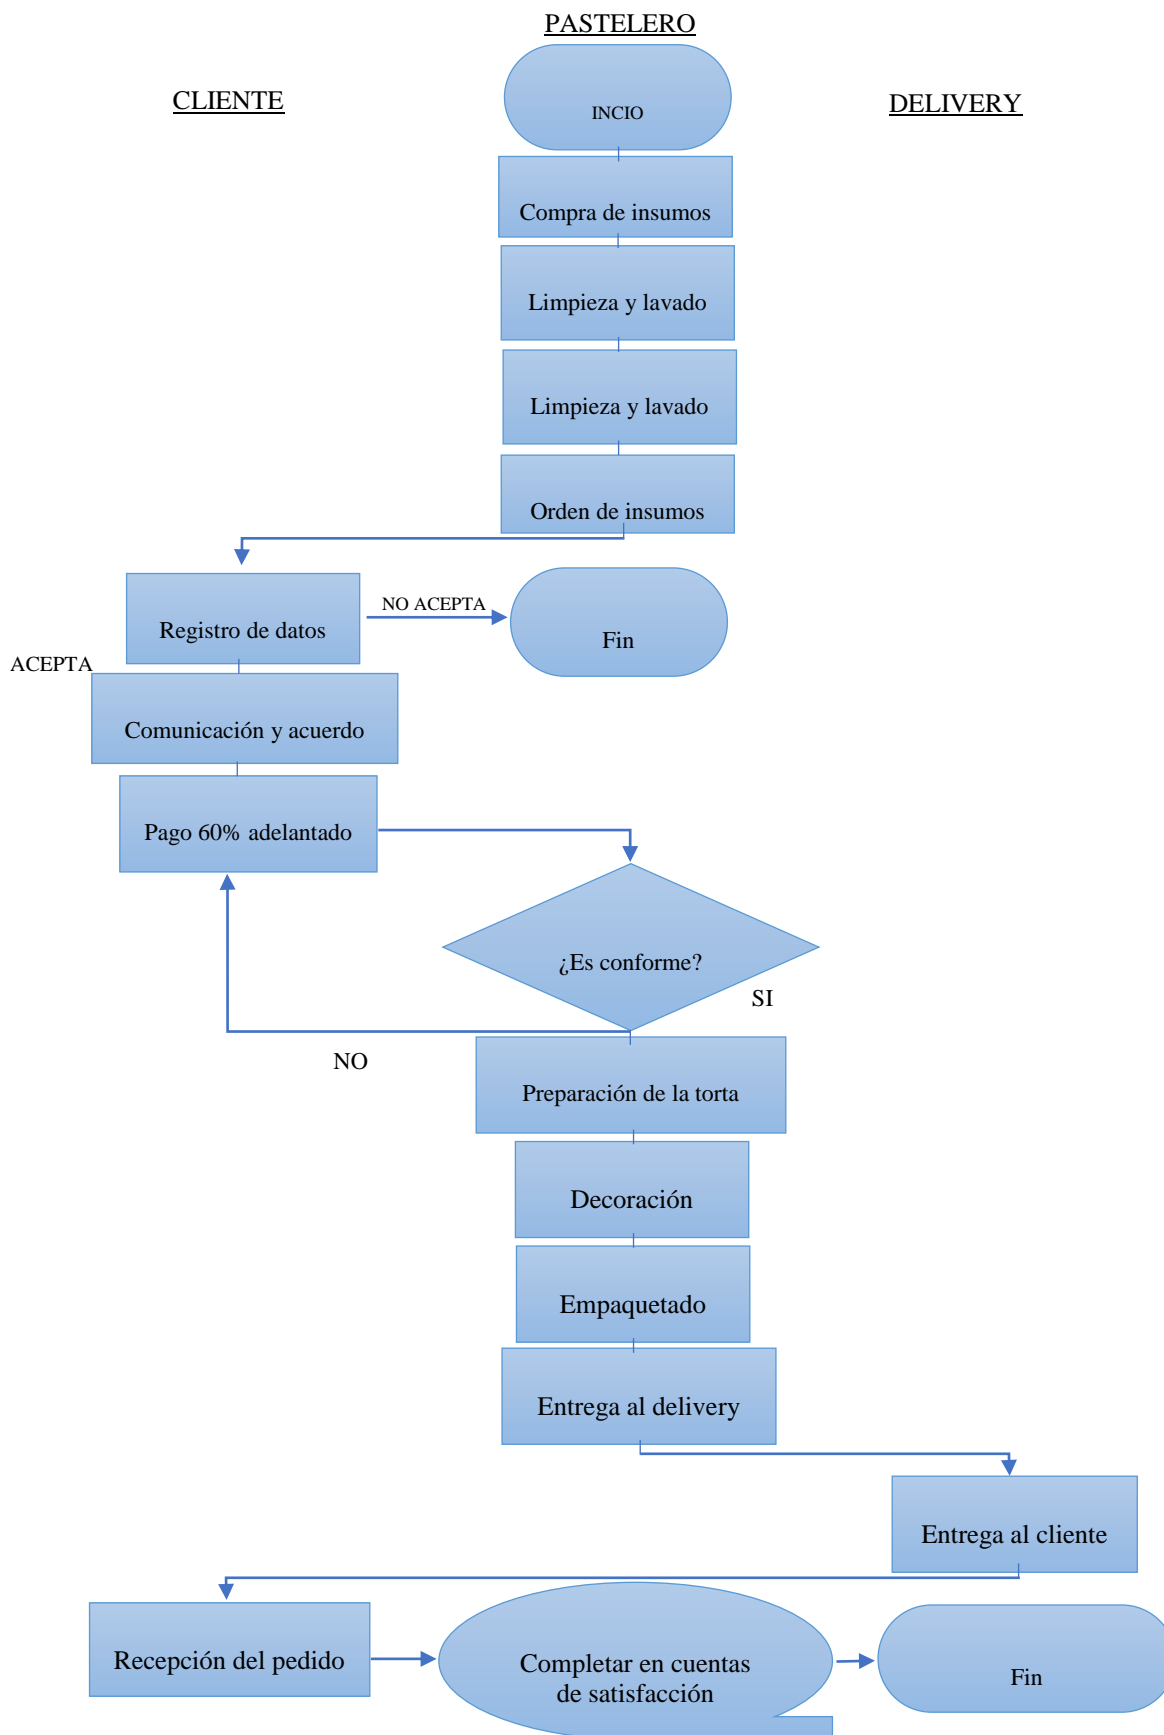 PASTELERO
CLIENTE
DELIVERY
INCIO
Compra de insumos
Limpieza y lavado
Limpieza y lavado
Orden de insumos
NO ACEPTA
Registro de datos
Fin
ACEPTA
Comunicación y acuerdo
Pago 60% adelantado
¿Es conforme?
SI
NO
Preparación de la torta
Decoración
Empaquetado
Entrega al delivery
Entrega al cliente
Recepción del pedido
Completar en cuentas
de satisfacción
Fin